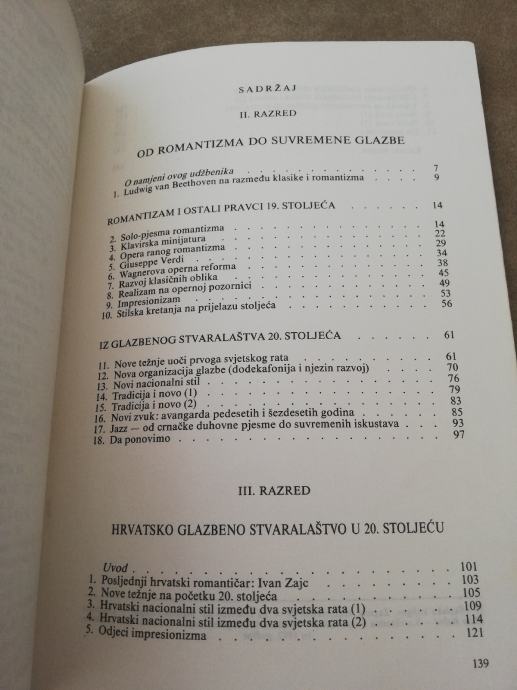 SADRŽAJ
II. RAZRED
OD ROMANTIZMA DO SUVREMENE GLAZBE
O namjeni ovog udžbenika . . . . . . . . 7
1. Ludwig van Beethoven na razmeđu klasike i romantizma . . . . 9
ROMANTIZAM I OSTALI PRAVCI 19. STOLJEĆA . . . . . 14
2. Solo-pjesma romantizma . . . . . . . . 14
3. Klavirska minijatura . . . . . . . . 22
4. Opera ranog romantizma . . . . . . . . 29
5. Giuseppe Verdi . . . . . . . . 34
6. Wagnerova operna reforma . . . . . . . . 38
7. Razvoj klasičnih oblika . . . . . . . . 45
8. Realizam na opernoj pozornici . . . . . . . . 49
9. Impresionizam . . . . . . . . 53
10. Stilska kretanja na prijelazu stoljeća . . . . . . . . 56
IZ GLAZBENOG STVARALAŠTVA 20. STOLJEĆA . . . . . 61
11. Nove težnje uoči prvoga svjetskog rata . . . . . . . 61
12. Nova organizacija glazbe (dodekafonija i njezin razvoj) . . . . 70
13. Novi nacionalni stil . . . . . . . . 76
14. Tradicija i novo (1) . . . . . . . . 79
15. Tradicija i novo (2) . . . . . . . . 83
16. Novi zvuk: avangarda pedesetih i šezdesetih godina . . . . . 85
17. Jazz — od crnačke duhovne pjesme do suvremenih iskustava . . . 93
18. Da ponovimo . . . . . . . . 97
III. RAZRED
HRVATSKO GLAZBENO STVARALAŠTVO U 20. STOLJEĆU
Uvod . . . . . . . . 101
1. Posljednji hrvatski romantičar: Ivan Zajc . . . . . . . 103
2. Nove težnje na početku 20. stoljeća . . . . . . . 105
3. Hrvatski nacionalni stil između dva svjetska rata (1) . . . . . 109
4. Hrvatski nacionalni stil između dva svjetska rata (2) . . . . . 114
5. Odjeci impresionizma . . . . . . . . 121
139